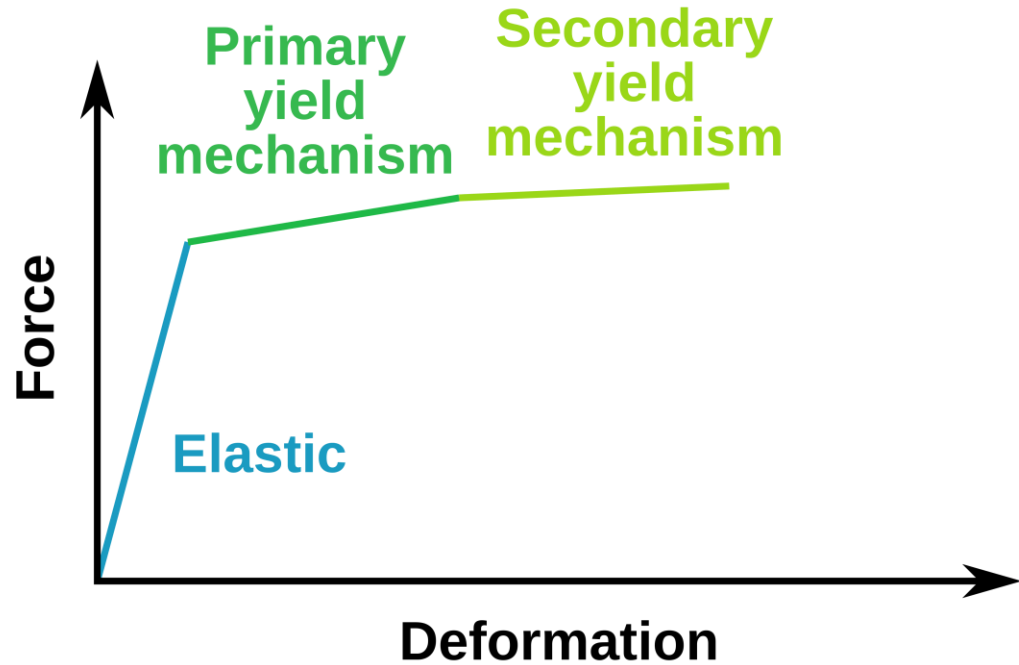 Primary
yield
mechanism
Secondary
yield
mechanism
Force
Elastic
Deformation